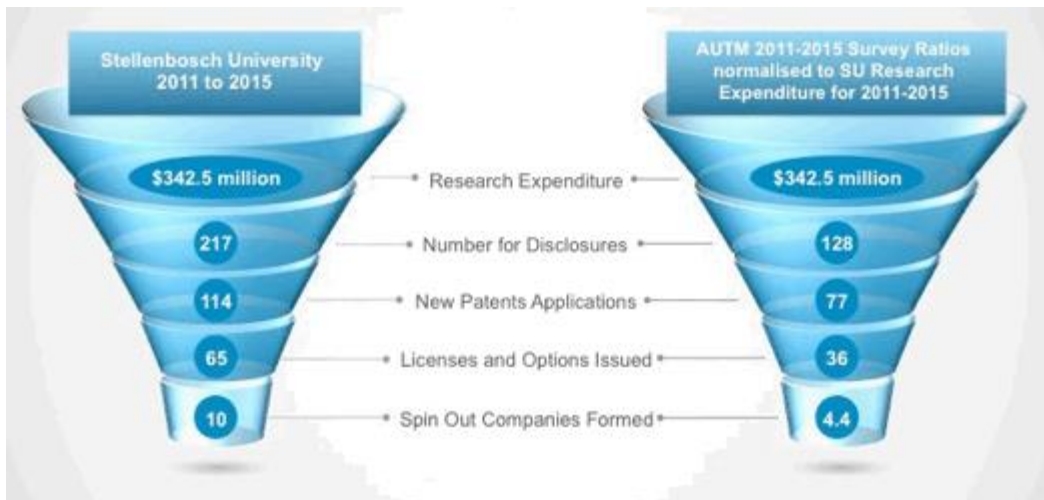 Stellenbosch University
2011 to 2015
AUTM 2011-2015 Survey Ratios
normalised to SU Research
Expenditure for 2011-2015
$342.5 million
Research Expenditure
$342.5 million
217
Number for Disclosures
128
114
New Patents Applications
77
65
Licenses and Options Issued
36
10
Spin Out Companies Formed
4.4